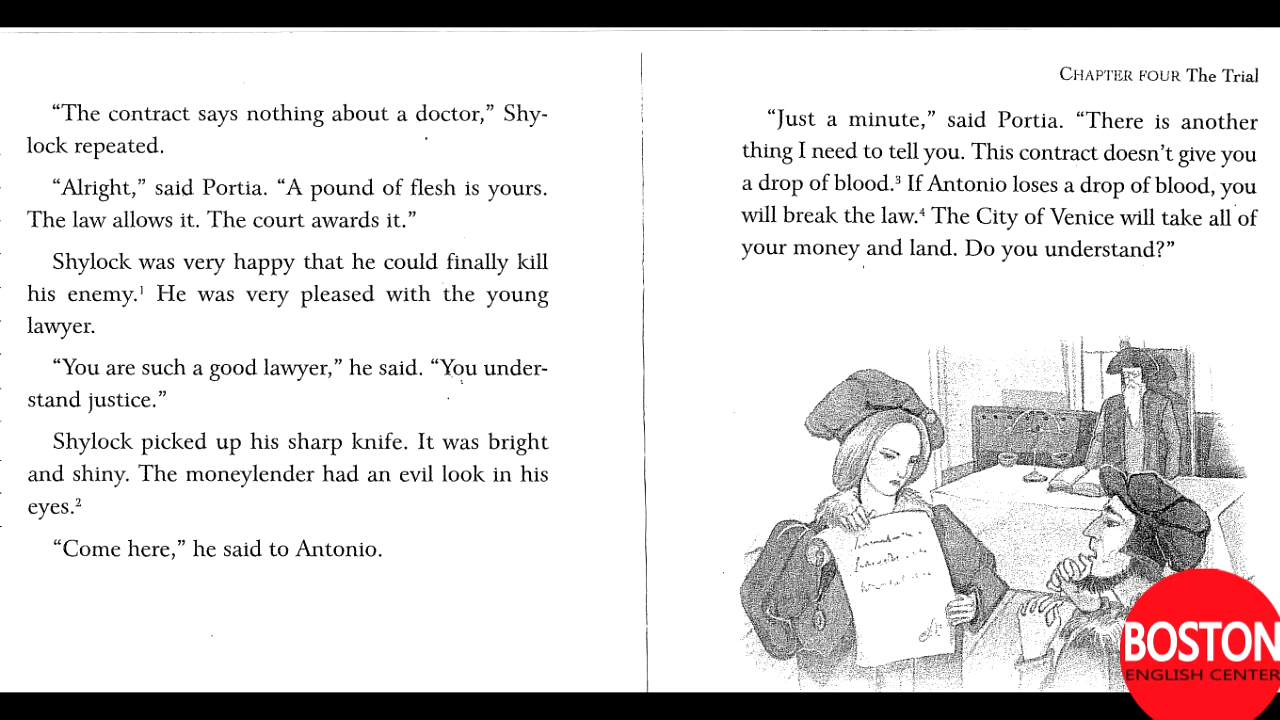 “The contract says nothing about a doctor,” Shy-
lock repeated.
“Alright,” said Portia. “A pound of flesh is yours.
The law allows it. The court awards it.”
Shylock was very happy that he could finally kill
his enemy.¹ He was very pleased with the young
lawyer.
“You are such a good lawyer,” he said. “You under-
stand justice.”
Shylock picked up his sharp knife. It was bright
and shiny. The moneylender had an evil look in his
eyes.²
“Come here,” he said to Antonio.
CHAPTER FOUR The Trial
“Just a minute,” said Portia. “There is another
thing I need to tell you. This contract doesn’t give you
a drop of blood.³ If Antonio loses a drop of blood, you
will break the law.⁴ The City of Venice will take all of
your money and land. Do you understand?”
BOSTON
ENGLISH CENTER